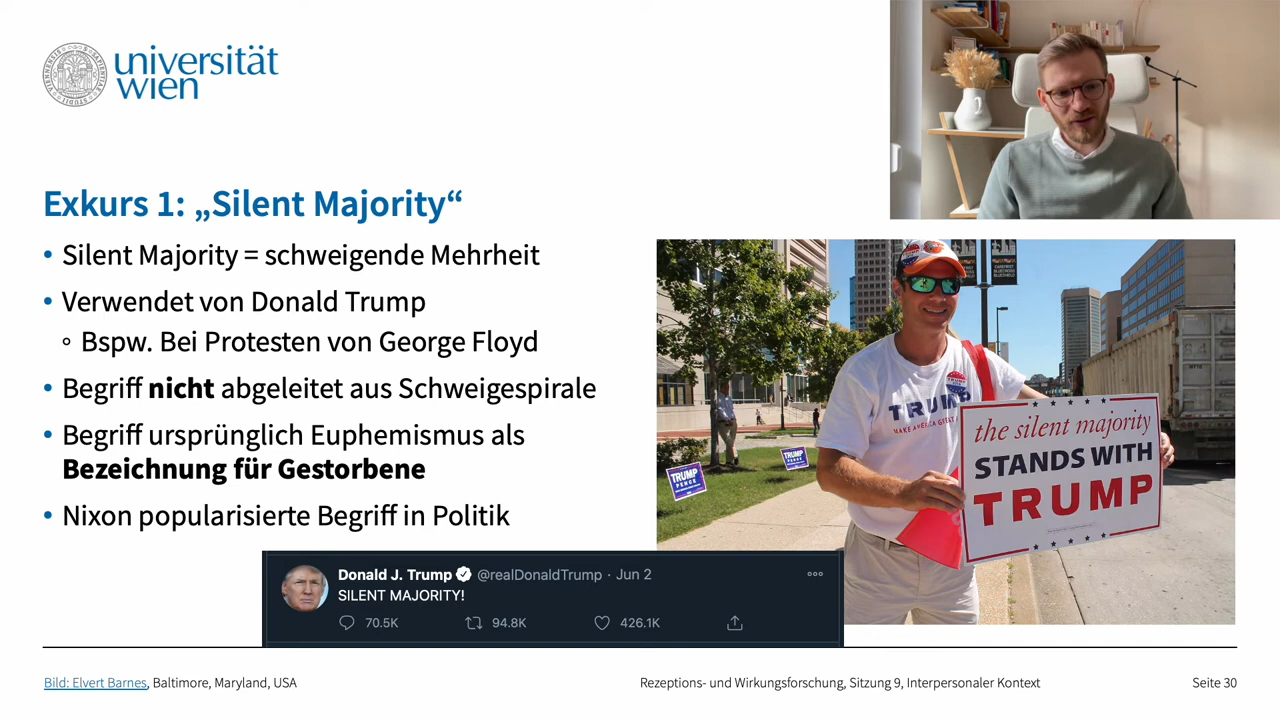 universität
wien
Exkurs 1: „Silent Majority“
• Silent Majority = schweigende Mehrheit
• Verwendet von Donald Trump
◦ Bspw. Bei Protesten von George Floyd
• Begriff nicht abgeleitet aus Schweigespirale
• Begriff ursprünglich Euphemismus als
Bezeichnung für Gestorbene
• Nixon popularisierte Begriff in Politik
TRUMP
MAKE AMERICA GREAT
TRUMP
PENCE
TRUMP
PENCE
the silent majority
STANDS WITH
TRUMP
Donald J. Trump @realDonaldTrump · Jun 2
SILENT MAJORITY!
70.5K 94.8K 426.1K
Bild: Elvert Barnes, Baltimore, Maryland, USA
Rezeptions- und Wirkungsforschung, Sitzung 9, Interpersonaler Kontext
Seite 30